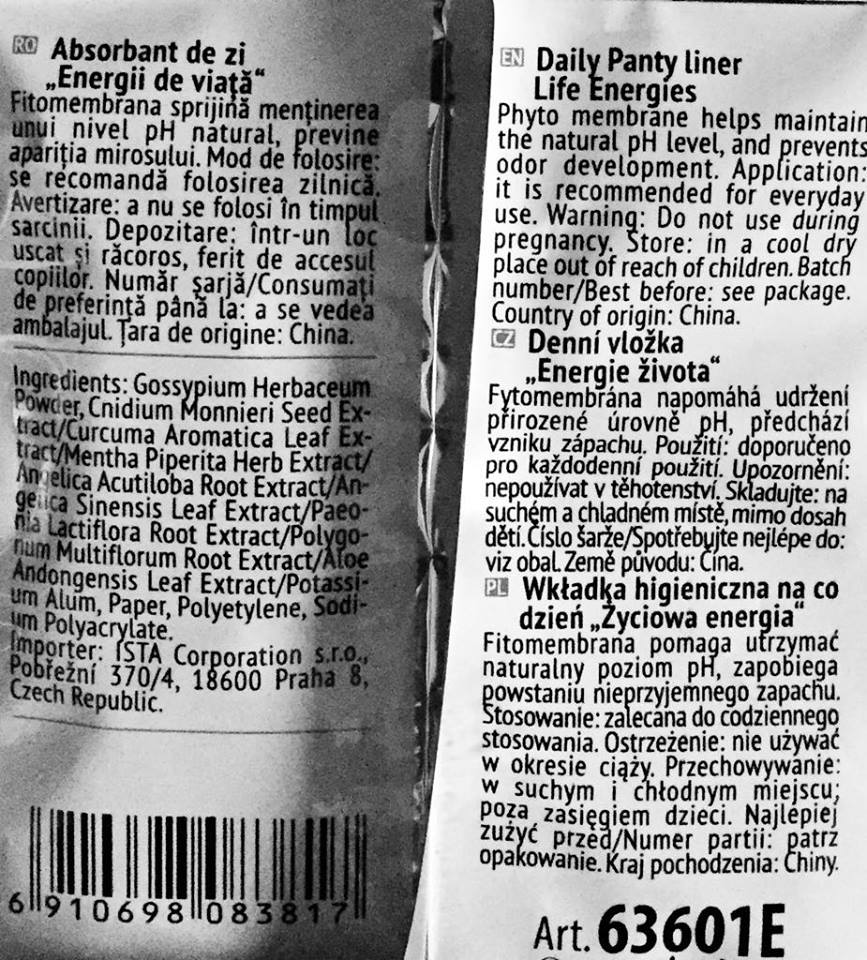 RO Absorbant de zi
„Energii de viață“
Fitomembrana sprijină menținerea
unui nivel pH natural, previne
apariția mirosului. Mod de folosire:
se recomandă folosirea zilnică.
Avertizare: a nu se folosi în timpul
sarcinii. Depozitare: într-un loc
uscat și răcoros, ferit de accesul
copiilor. Număr șarjă/Consumați
de preferință până la: a se vedea
ambalajul. Țara de origine: China.
Ingredients: Gossypium Herbaceum
Powder, Cnidium Monnieri Seed Ex-
tract/Curcuma Aromatica Leaf Ex-
tract/Mentha Piperita Herb Extract/
Angelica Acutiloba Root Extract/An-
gelica Sinensis Leaf Extract/Paeo-
nia Lactiflora Root Extract/Polygo-
num Multiflorum Root Extract/Aloe
Andongensis Leaf Extract/Potassi-
um Alum, Paper, Polyetylene, Sodi-
um Polyacrylate.
Importer: ISTA Corporation s.r.o.,
Pobřežní 370/4, 18600 Praha 8,
Czech Republic.
6 910698 083817
EN Daily Panty liner
Life Energies
Phyto membrane helps maintain
the natural pH level, and prevents
odor development. Application:
it is recommended for everyday
use. Warning: Do not use during
pregnancy. Store: in a cool dry
place out of reach of children. Batch
number/Best before: see package.
Country of origin: China.
CZ Denní vložka
„Energie života“
Fytomembrána napomáhá udržení
přirozené úrovně pH, předchází
vzniku zápachu. Použití: doporučeno
pro každodenní použití. Upozornění:
nepoužívat v těhotenství. Skladujte: na
suchém a chladném místě, mimo dosah
dětí. Číslo šarže/Spotřebujte nejlépe do:
viz obal. Země původu: Čína.
PL Wkładka higieniczna na co
dzień „Życiowa energia“
Fitomembrana pomaga utrzymać
naturalny poziom pH, zapobiega
powstaniu nieprzyjemnego zapachu.
Stosowanie: zalecana do codziennego
stosowania. Ostrzeżenie: nie używać
w okresie ciąży. Przechowywanie:
w suchym i chłodnym miejscu;
poza zasięgiem dzieci. Najlepiej
zużyć przed/Numer partii: patrz
opakowanie. Kraj pochodzenia: Chiny.
Art. 63601E